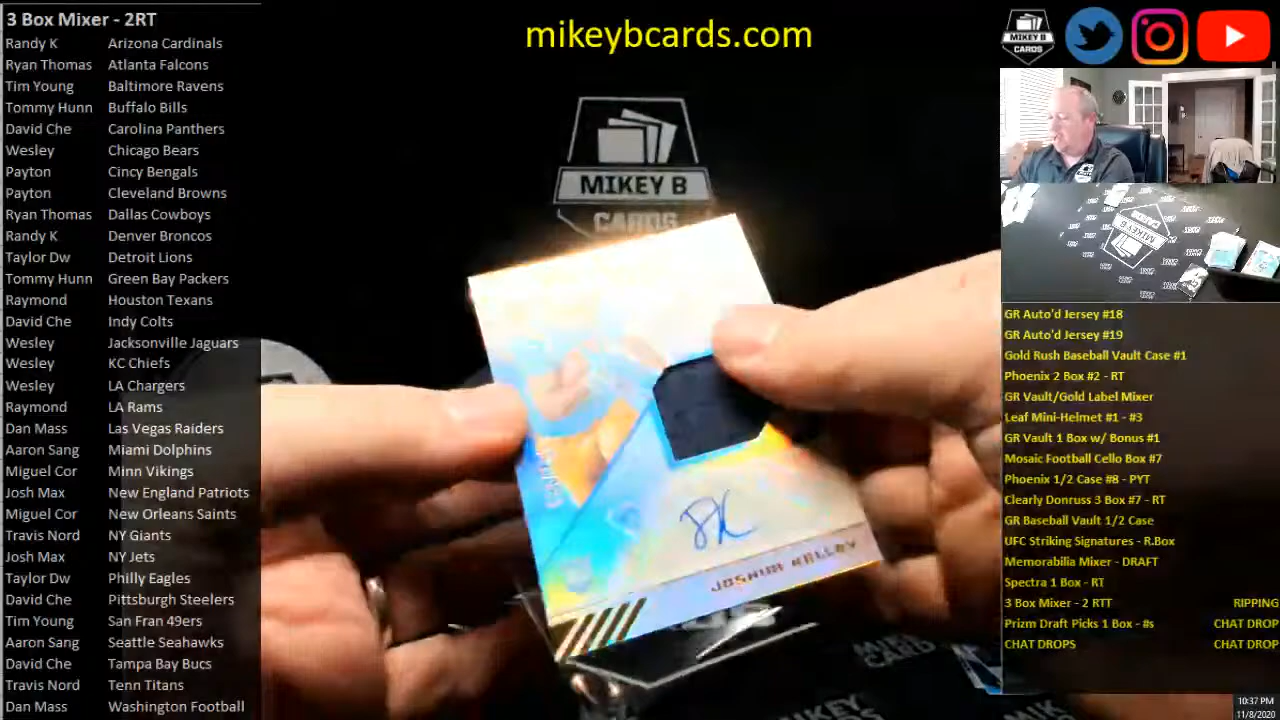 3 Box Mixer - 2RT
Randy K Arizona Cardinals
Ryan Thomas Atlanta Falcons
Tim Young Baltimore Ravens
Tommy Hunn Buffalo Bills
David Che Carolina Panthers
Wesley Chicago Bears
Payton Cincy Bengals
Payton Cleveland Browns
Ryan Thomas Dallas Cowboys
Randy K Denver Broncos
Taylor Dw Detroit Lions
Tommy Hunn Green Bay Packers
Raymond Houston Texans
David Che Indy Colts
Wesley Jacksonville Jaguars
Wesley KC Chiefs
Wesley LA Chargers
Raymond LA Rams
Dan Mass Las Vegas Raiders
Aaron Sang Miami Dolphins
Miguel Cor Minn Vikings
Josh Max New England Patriots
Miguel Cor New Orleans Saints
Travis Nord NY Giants
Josh Max NY Jets
Taylor Dw Philly Eagles
David Che Pittsburgh Steelers
Tim Young San Fran 49ers
Aaron Sang Seattle Seahawks
David Che Tampa Bay Bucs
Travis Nord Tenn Titans
Dan Mass Washington Football
mikeybcards.com
MIKEY B
CARDS
JOSHUA KELLEY
MIKEY B
CARDS
GR Auto'd Jersey #18
GR Auto'd Jersey #19
Gold Rush Baseball Vault Case #1
Phoenix 2 Box #2 - RT
GR Vault/Gold Label Mixer
Leaf Mini-Helmet #1 - #3
GR Vault 1 Box w/ Bonus #1
Mosaic Football Cello Box #7
Phoenix 1/2 Case #8 - PYT
Clearly Donruss 3 Box #7 - RT
GR Baseball Vault 1/2 Case
UFC Striking Signatures - R.Box
Memorabilia Mixer - DRAFT
Spectra 1 Box - RT
3 Box Mixer - 2 RTT RIPPING
Prizm Draft Picks 1 Box - #s CHAT DROP
CHAT DROPS CHAT DROP
10:37 PM
11/8/2020